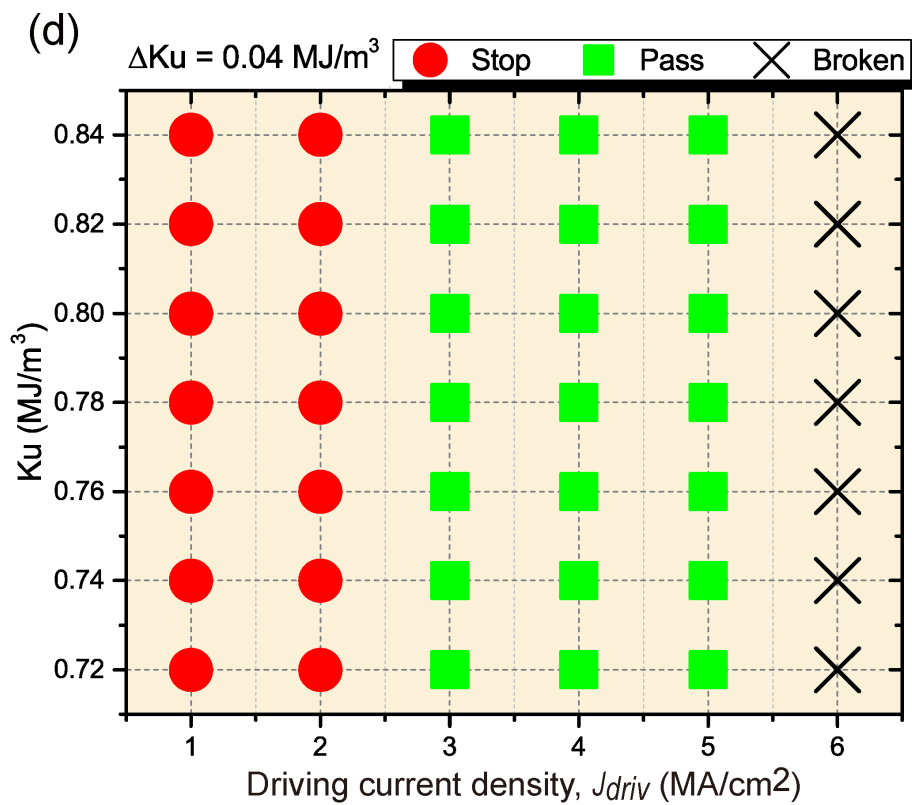 (d)
ΔKu = 0.04 MJ/m³
Stop Pass Broken
Ku (MJ/m³)
0.84
0.82
0.80
0.78
0.76
0.74
0.72
1 2 3 4 5 6
Driving current density, Jdriv (MA/cm2)